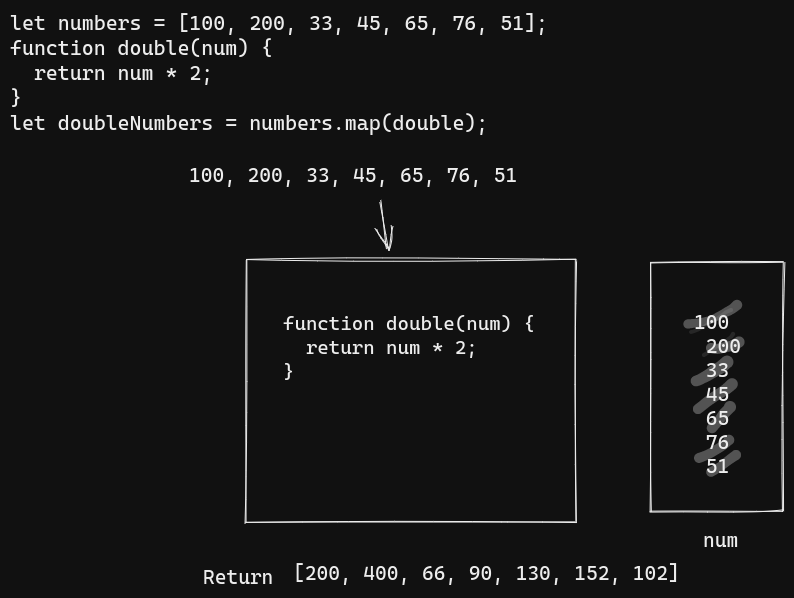 let numbers = [100, 200, 33, 45, 65, 76, 51];
function double(num) {
  return num * 2;
}
let doubleNumbers = numbers.map(double);
100, 200, 33, 45, 65, 76, 51
function double(num) {
  return num * 2;
}
100
200
33
45
65
76
51
num
Return [200, 400, 66, 90, 130, 152, 102]